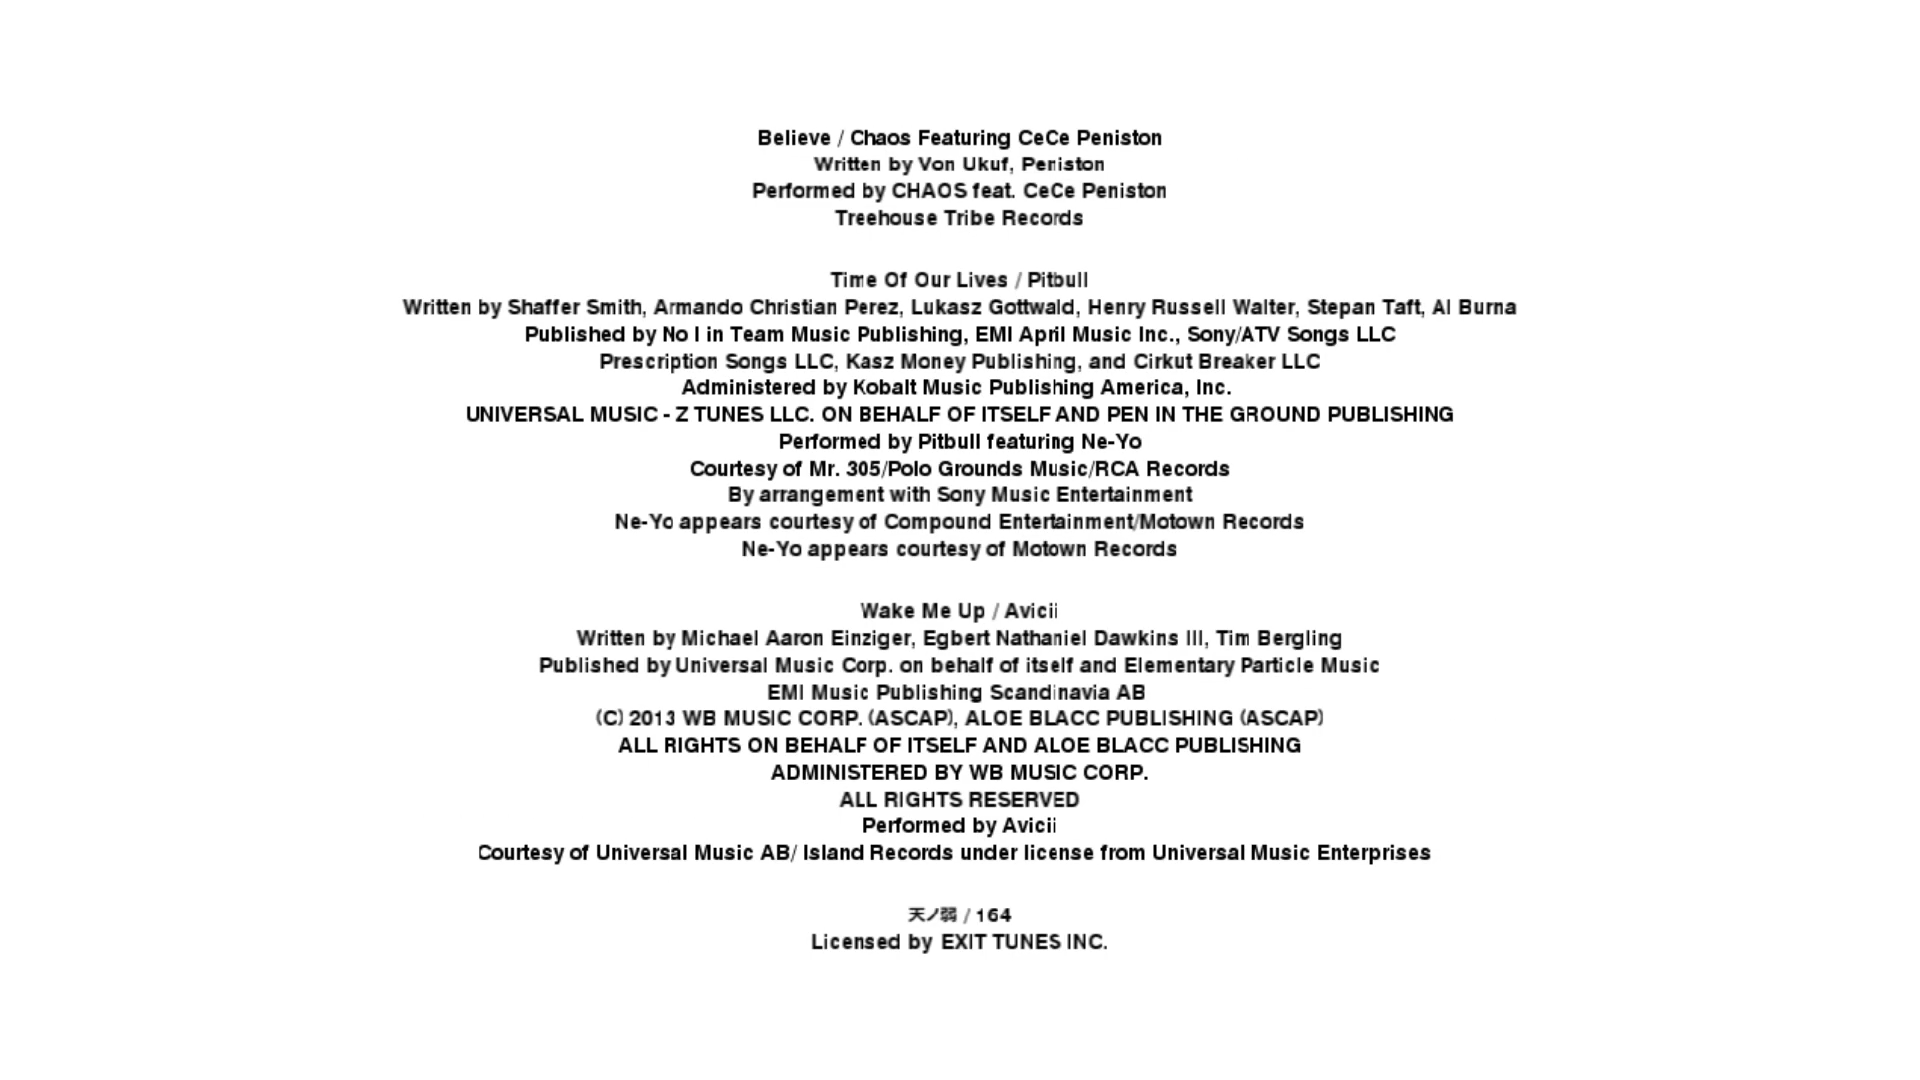 Believe / Chaos Featuring CeCe Peniston
Written by Von Ukuf, Peniston
Performed by CHAOS feat. CeCe Peniston
Treehouse Tribe Records
Time Of Our Lives / Pitbull
Written by Shaffer Smith, Armando Christian Perez, Lukasz Gottwald, Henry Russell Walter, Stepan Taft, Al Burna
Published by No I in Team Music Publishing, EMI April Music Inc., Sony/ATV Songs LLC
Prescription Songs LLC, Kasz Money Publishing, and Cirkut Breaker LLC
Administered by Kobalt Music Publishing America, Inc.
UNIVERSAL MUSIC - Z TUNES LLC. ON BEHALF OF ITSELF AND PEN IN THE GROUND PUBLISHING
Performed by Pitbull featuring Ne-Yo
Courtesy of Mr. 305/Polo Grounds Music/RCA Records
By arrangement with Sony Music Entertainment
Ne-Yo appears courtesy of Compound Entertainment/Motown Records
Ne-Yo appears courtesy of Motown Records
Wake Me Up / Avicii
Written by Michael Aaron Einziger, Egbert Nathaniel Dawkins III, Tim Bergling
Published by Universal Music Corp. on behalf of itself and Elementary Particle Music
EMI Music Publishing Scandinavia AB
(C) 2013 WB MUSIC CORP. (ASCAP), ALOE BLACC PUBLISHING (ASCAP)
ALL RIGHTS ON BEHALF OF ITSELF AND ALOE BLACC PUBLISHING
ADMINISTERED BY WB MUSIC CORP.
ALL RIGHTS RESERVED
Performed by Avicii
Courtesy of Universal Music AB/ Island Records under license from Universal Music Enterprises
天ノ弱 / 164
Licensed by EXIT TUNES INC.